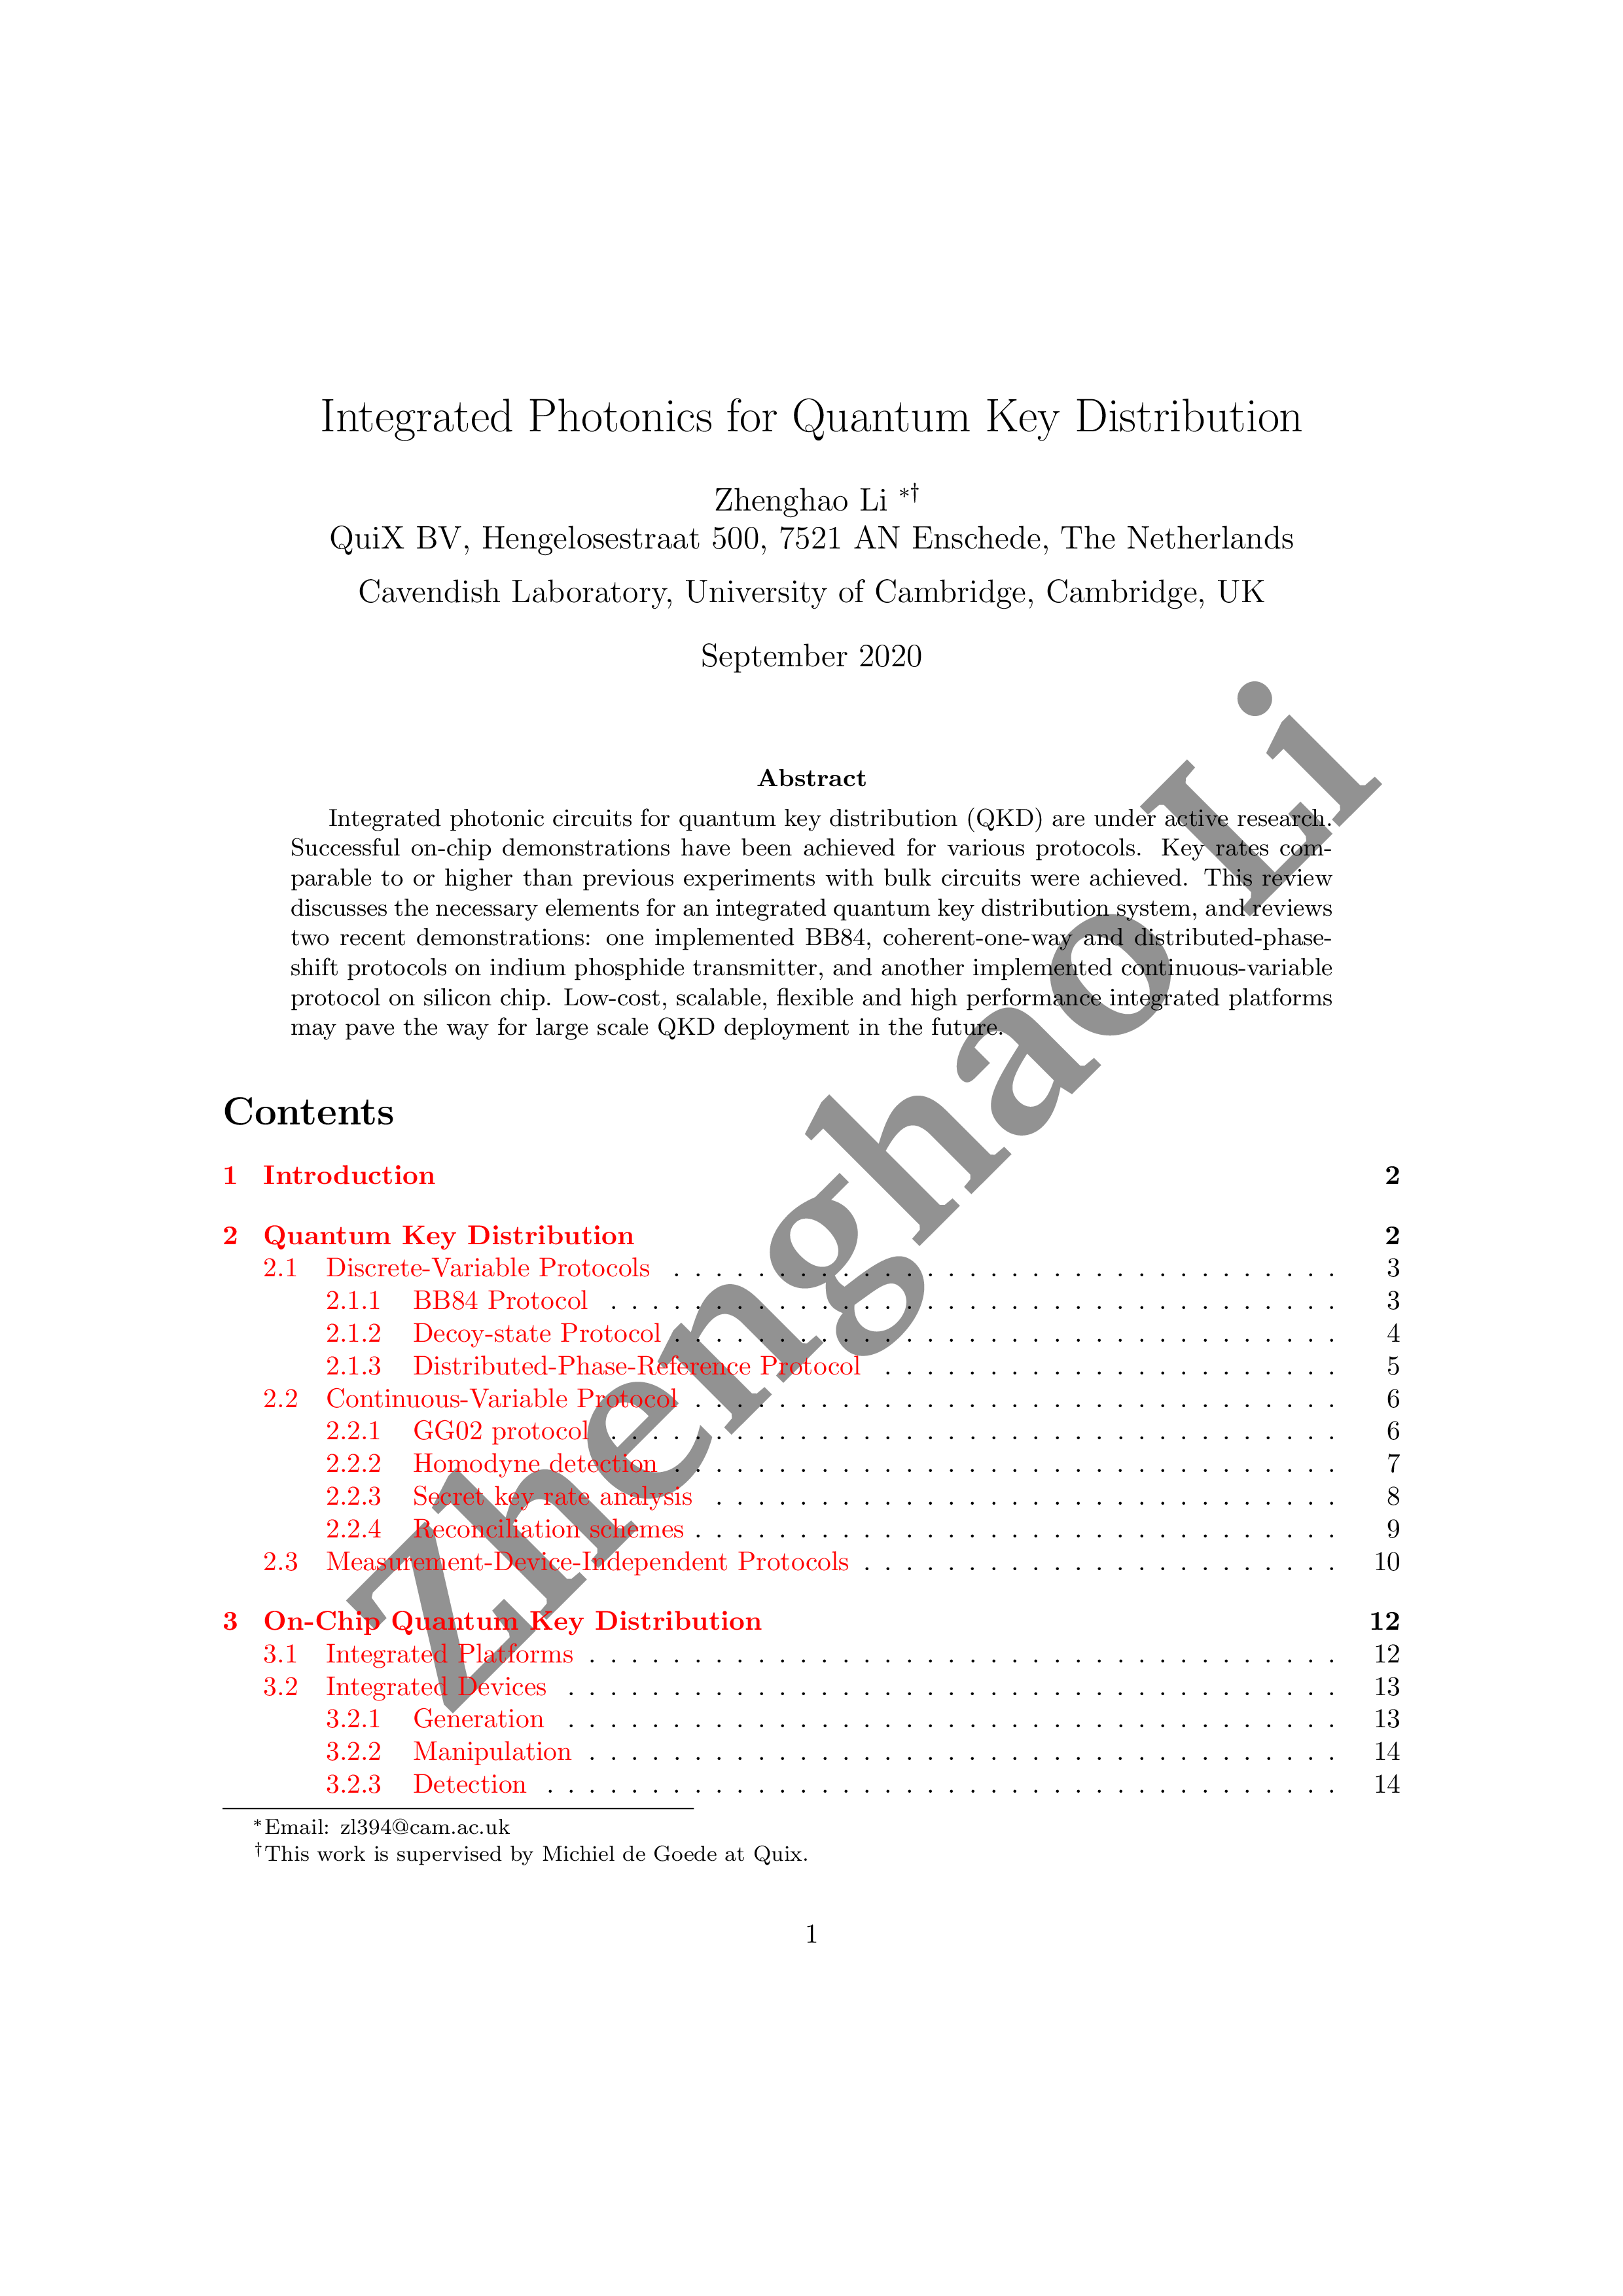 Integrated Photonics for Quantum Key Distribution
Zhenghao Li *†
QuiX BV, Hengelosestraat 500, 7521 AN Enschede, The Netherlands
Cavendish Laboratory, University of Cambridge, Cambridge, UK
September 2020
Abstract
Integrated photonic circuits for quantum key distribution (QKD) are under active research.
Successful on-chip demonstrations have been achieved for various protocols. Key rates com-
parable to or higher than previous experiments with bulk circuits were achieved. This review
discusses the necessary elements for an integrated quantum key distribution system, and reviews
two recent demonstrations: one implemented BB84, coherent-one-way and distributed-phase-
shift protocols on indium phosphide transmitter, and another implemented continuous-variable
protocol on silicon chip. Low-cost, scalable, flexible and high performance integrated platforms
may pave the way for large scale QKD deployment in the future.
Contents
1 Introduction 2
2 Quantum Key Distribution 2
2.1 Discrete-Variable Protocols . . . . . . . . . . . . . . . . . . . . . . . . . . . . . . . . 3
2.1.1 BB84 Protocol . . . . . . . . . . . . . . . . . . . . . . . . . . . . . . . . . . . 3
2.1.2 Decoy-state Protocol . . . . . . . . . . . . . . . . . . . . . . . . . . . . . . . . 4
2.1.3 Distributed-Phase-Reference Protocol . . . . . . . . . . . . . . . . . . . . . . 5
2.2 Continuous-Variable Protocol . . . . . . . . . . . . . . . . . . . . . . . . . . . . . . . 6
2.2.1 GG02 protocol . . . . . . . . . . . . . . . . . . . . . . . . . . . . . . . . . . . 6
2.2.2 Homodyne detection . . . . . . . . . . . . . . . . . . . . . . . . . . . . . . . . 7
2.2.3 Secret key rate analysis . . . . . . . . . . . . . . . . . . . . . . . . . . . . . . 8
2.2.4 Reconciliation schemes . . . . . . . . . . . . . . . . . . . . . . . . . . . . . . . 9
2.3 Measurement-Device-Independent Protocols . . . . . . . . . . . . . . . . . . . . . . . 10
3 On-Chip Quantum Key Distribution 12
3.1 Integrated Platforms . . . . . . . . . . . . . . . . . . . . . . . . . . . . . . . . . . . . 12
3.2 Integrated Devices . . . . . . . . . . . . . . . . . . . . . . . . . . . . . . . . . . . . . 13
3.2.1 Generation . . . . . . . . . . . . . . . . . . . . . . . . . . . . . . . . . . . . . 13
3.2.2 Manipulation . . . . . . . . . . . . . . . . . . . . . . . . . . . . . . . . . . . . 14
3.2.3 Detection . . . . . . . . . . . . . . . . . . . . . . . . . . . . . . . . . . . . . . 14
*Email: zl394@cam.ac.uk
†This work is supervised by Michiel de Goede at Quix.
1
Zhenghao Li